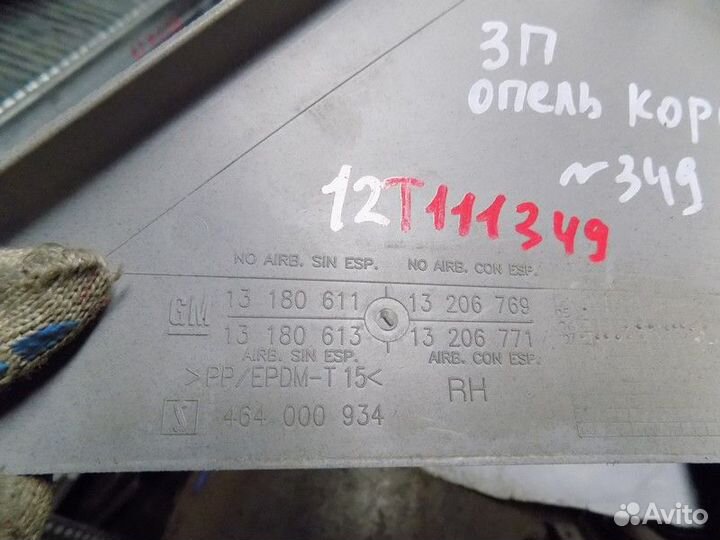 ЗП
опель кор
~349
12Т111349
NO AIRB. SIN ESP. NO AIRB. CON ESP.
GM 13 180 611 13 206 769
13 180 613 13 206 771
AIRB. SIN ESP. AIRB. CON ESP.
>PP/EPDM-T15< RH
464 000 934
Avito